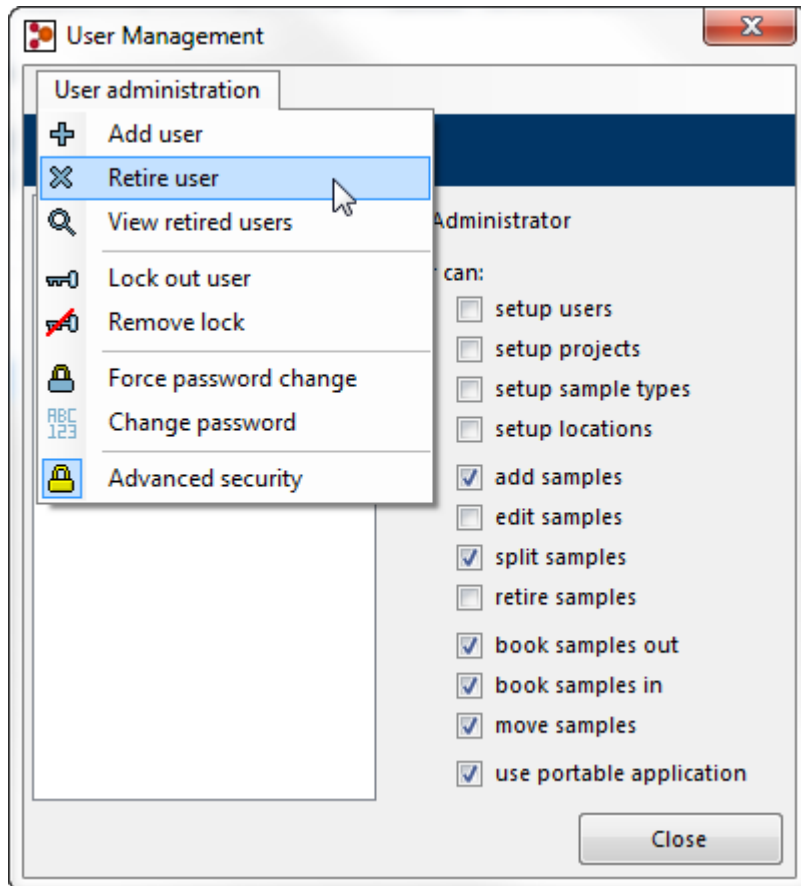 User Management
User administration
Add user
Retire user
View retired users
Lock out user
Remove lock
Force password change
ABC
123
Change password
Advanced security
Administrator
can:
setup users
setup projects
setup sample types
setup locations
add samples
edit samples
split samples
retire samples
book samples out
book samples in
move samples
use portable application
Close